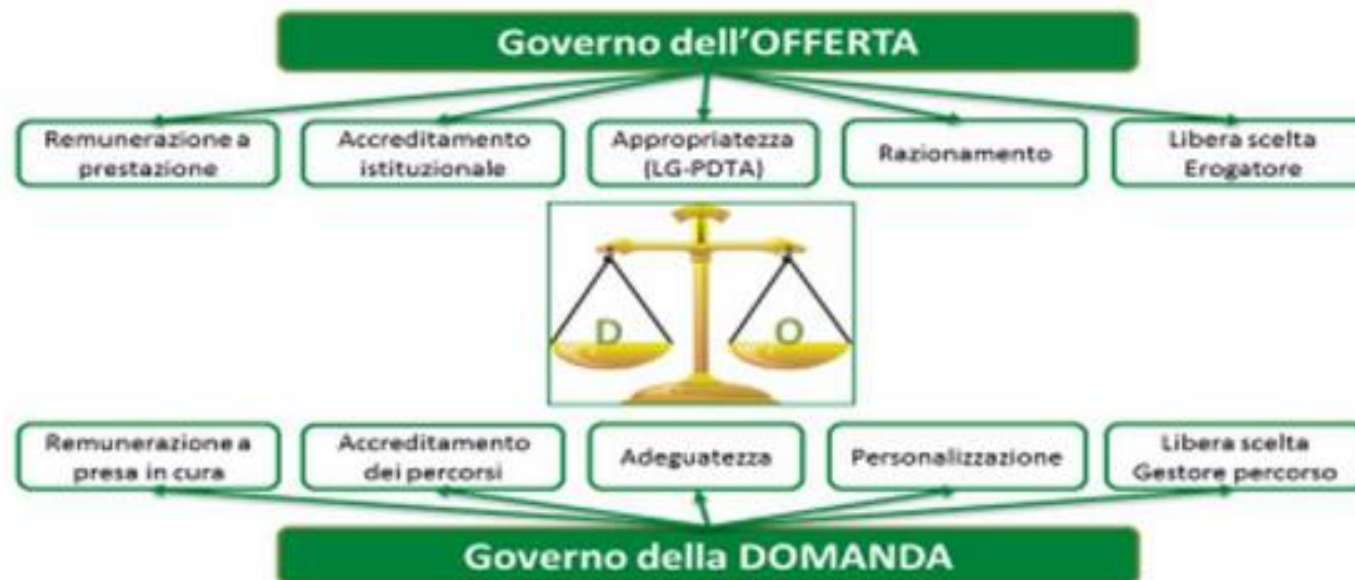 Governo dell'OFFERTA
Remunerazione a
prestazione
Accreditamento
istituzionale
Appropriatezza
(LG-PDTA)
Razionamento
Libera scelta
Erogatore
D
O
Remunerazione a
presa in cura
Accreditamento
dei percorsi
Adeguatezza
Personalizzazione
Libera scelta
Gestore percorso
Governo della DOMANDA